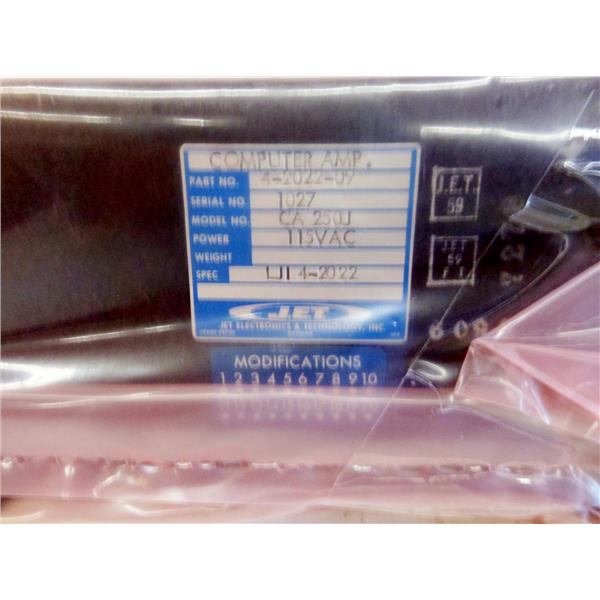 COMPUTER AMP.
PART NO. 4-2022-09
SERIAL NO. 1027
MODEL NO. CA 250J
POWER 115VAC
WEIGHT
SPEC 4-2022
JET
JET ELECTRONICS & TECHNOLOGY, INC.
MODIFICATIONS
1 2 3 4 5 6 7 8 9 10
J.E.T.
59
J.E.T
59
F.I.